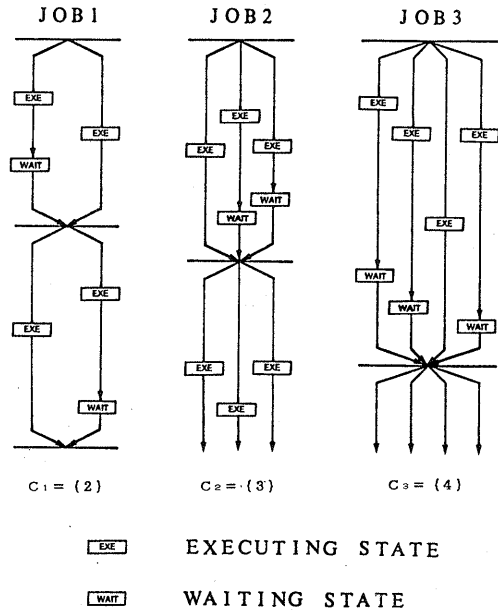 JOB1 JOB2 JOB3
EXE
EXE
EXE
EXE
EXE
EXE
EXE
EXE
WAIT
WAIT
WAIT
EXE
WAIT
EXE
WAIT
EXE
WAIT
WAIT
EXE
EXE
WAIT
EXE
C1 = {2} C2 = {3} C3 = {4}
EXE EXECUTING STATE
WAIT WAITING STATE